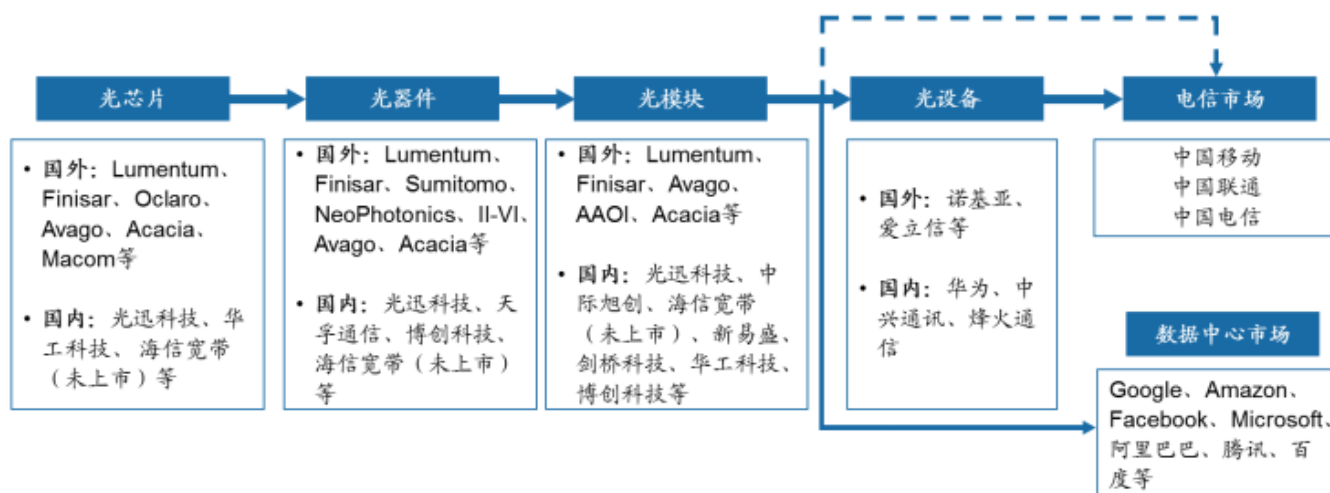 光芯片
• 国外：Lumentum、
Finisar、Oclaro、
Avago、Acacia、
Macom等
• 国内：光迅科技、华
工科技、海信宽带
（未上市）等
光器件
• 国外：Lumentum、
Finisar、Sumitomo、
NeoPhotonics、II-VI、
Avago、Acacia等
• 国内：光迅科技、天
孚通信、博创科技、
海信宽带（未上市）
等
光模块
• 国外：Lumentum、
Finisar、Avago、
AAOI、Acacia等
• 国内：光迅科技、中
际旭创、海信宽带
（未上市）、新易盛、
剑桥科技、华工科技、
博创科技等
光设备
• 国外：诺基亚、
爱立信等
• 国内：华为、中
兴通讯、烽火通
信
电信市场
中国移动
中国联通
中国电信
数据中心市场
Google、Amazon、
Facebook、Microsoft、
阿里巴巴、腾讯、百
度等